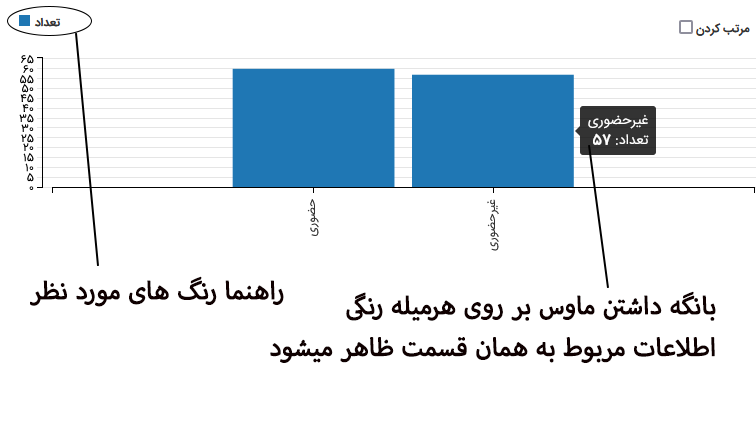 تعداد
مرتب کردن
۶۵
۶۰
۵۵
۵۰
۴۵
۴۰
۳۵
۳۰
۲۵
۲۰
۱۵
۱۰
۵
۰
غیرحضوری
تعداد: ۵۷
حضوری
غیرحضوری
راهنما رنگ های مورد نظر
بانگه داشتن ماوس بر روی هرمیله رنگی
اطلاعات مربوط به همان قسمت ظاهر میشود